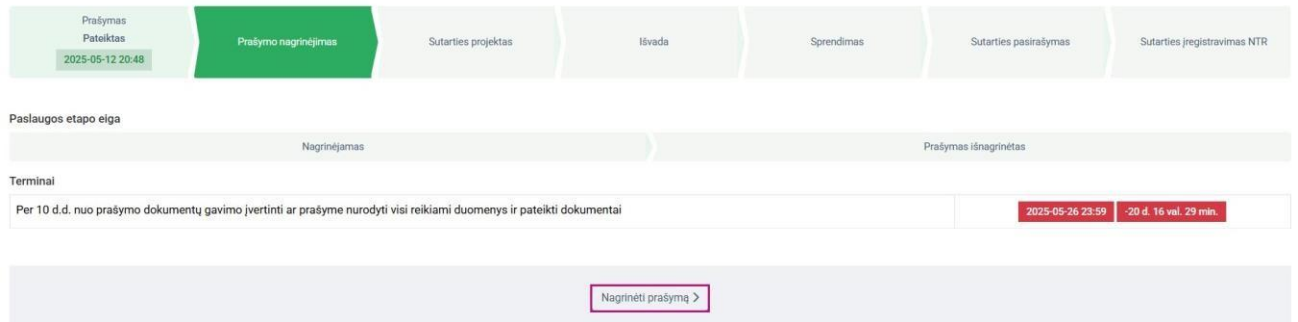 Prašymas
Pateiktas
2025-05-12 20:48
Prašymo nagrinėjimas
Sutarties projektas
Išvada
Sprendimas
Sutarties pasirašymas
Sutarties įregistravimas NTR
Paslaugos etapo eiga
Nagrinėjamas
Prašymas išnagrinėtas
Terminai
Per 10 d.d. nuo prašymo dokumentų gavimo įvertinti ar prašyme nurodyti visi reikiami duomenys ir pateikti dokumentai
2025-05-26 23:59 -20 d. 16 val. 29 min.
Nagrinėti prašymą >